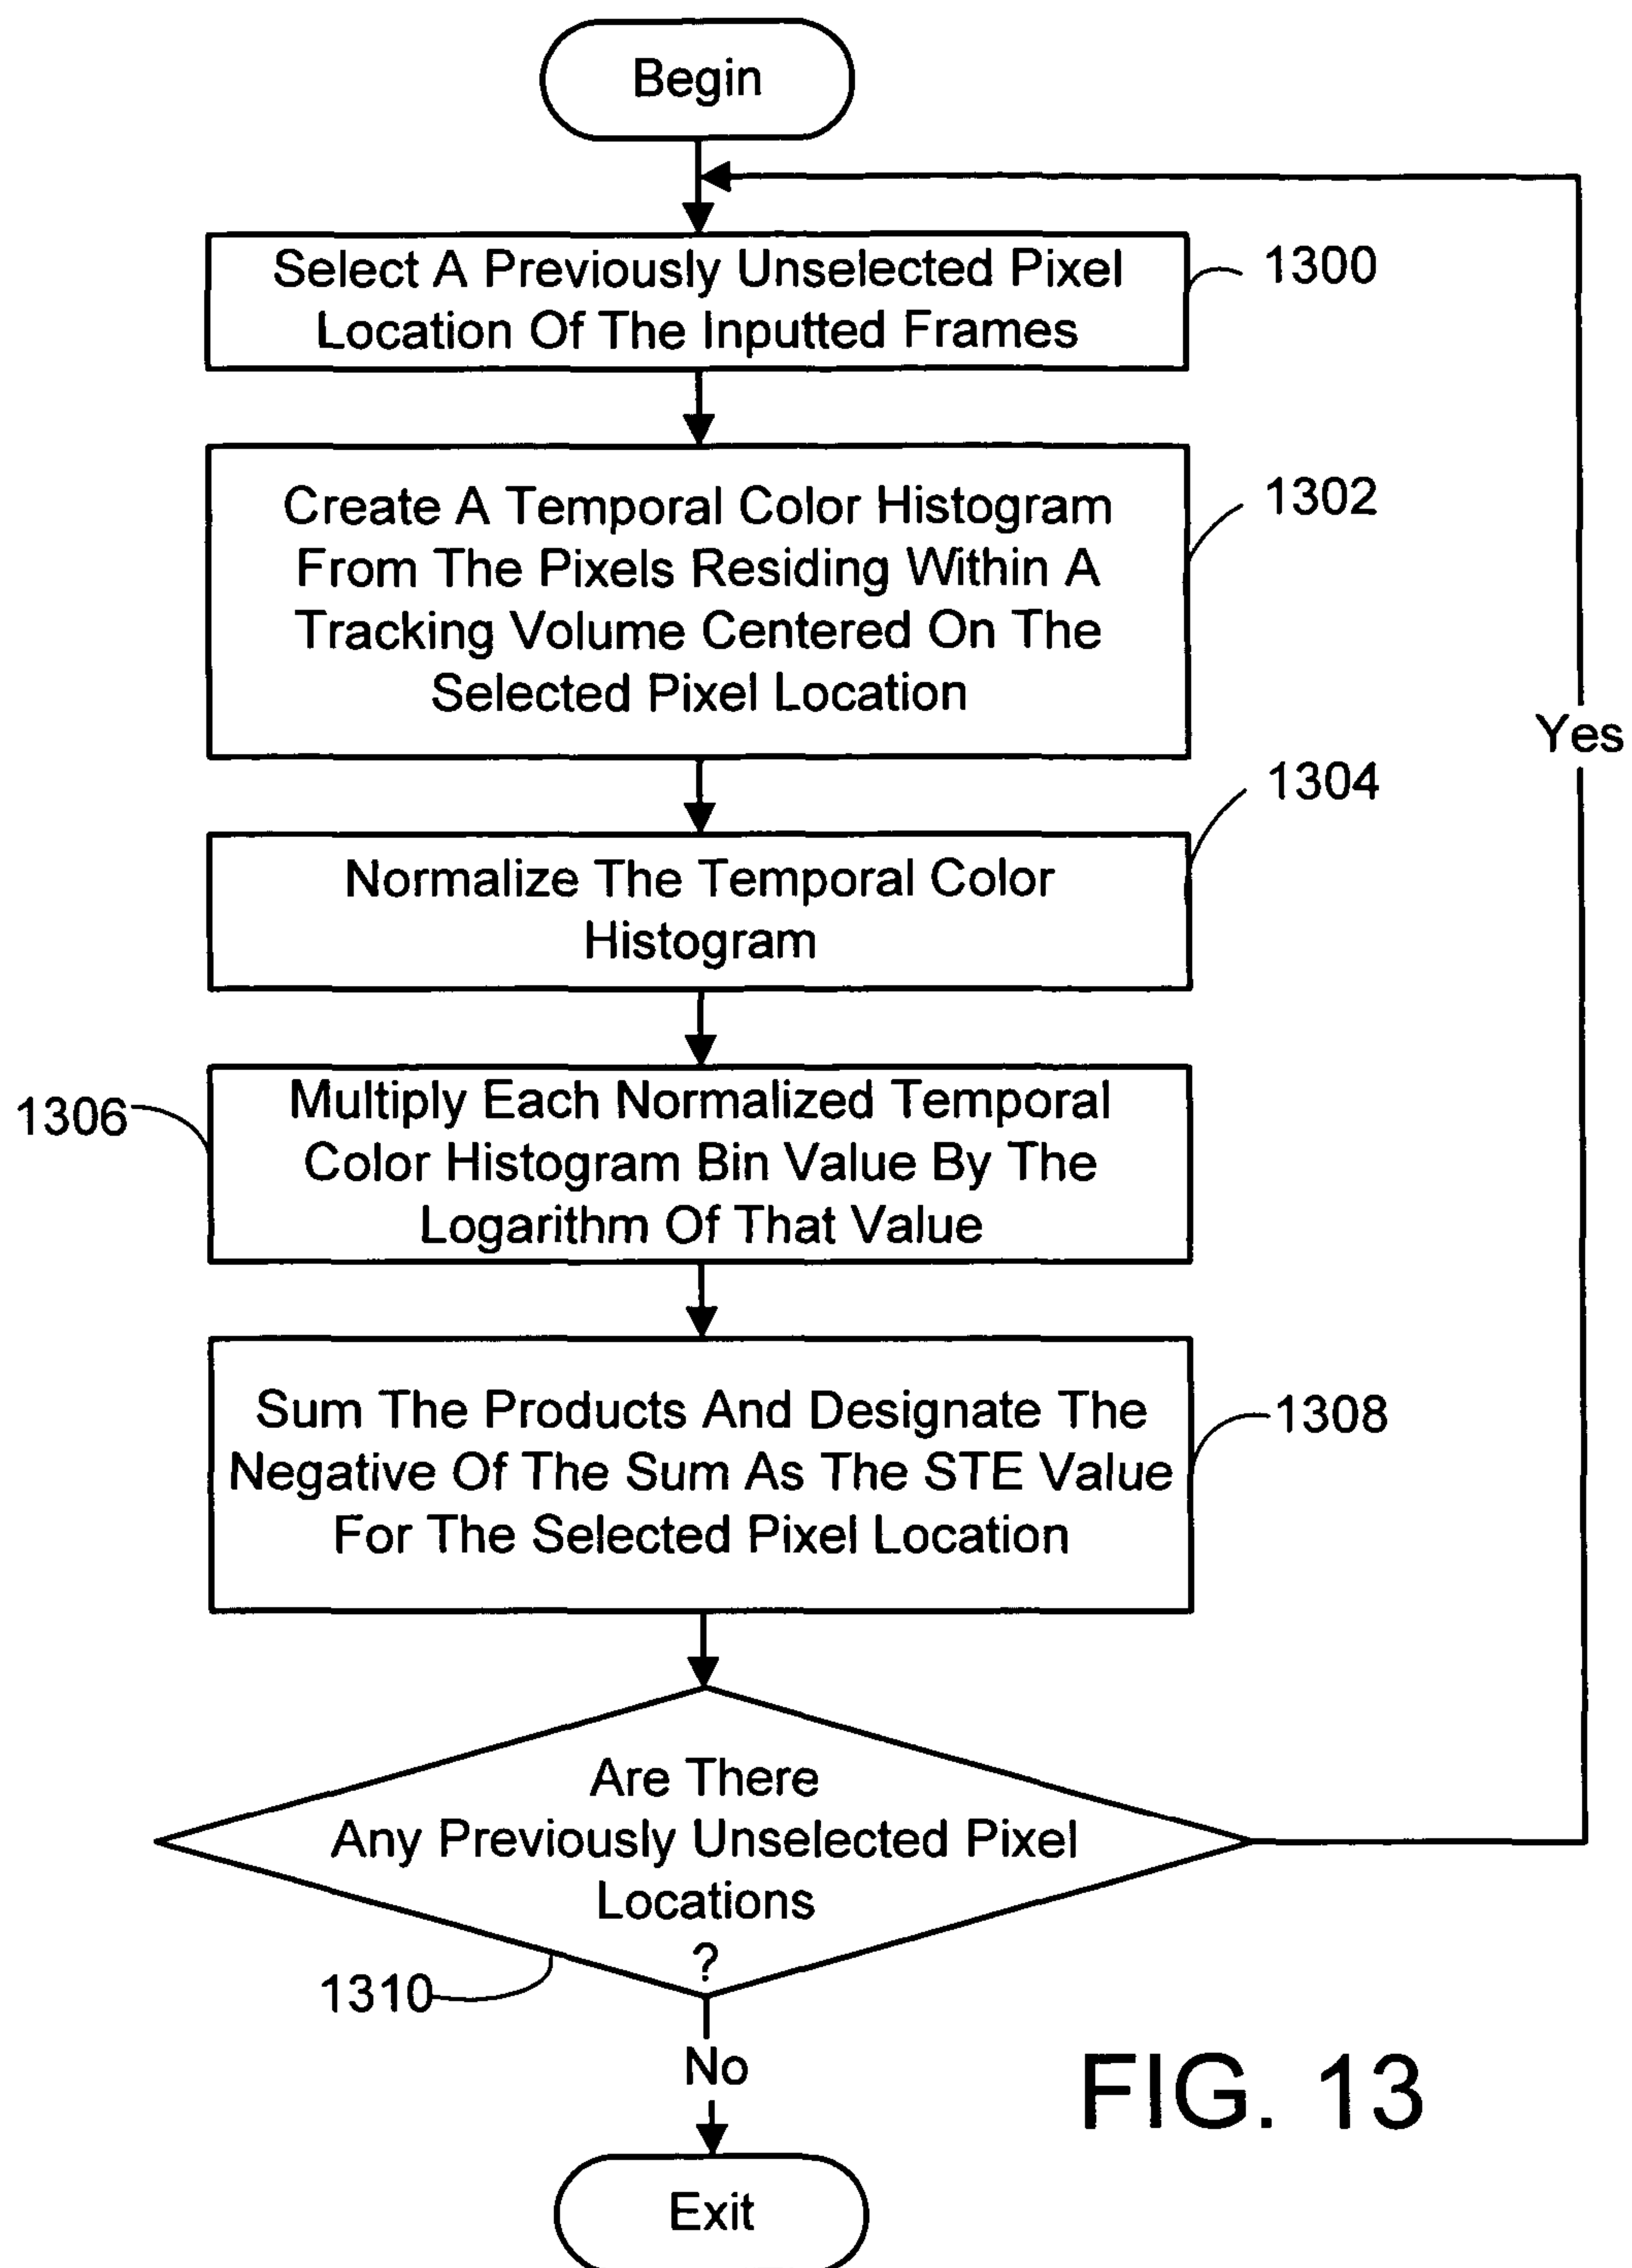 Begin
Select A Previously Unselected Pixel
Location Of The Inputted Frames
1300
Create A Temporal Color Histogram
From The Pixels Residing Within A
Tracking Volume Centered On The
Selected Pixel Location
1302
Yes
1304
Normalize The Temporal Color
Histogram
1306
Multiply Each Normalized Temporal
Color Histogram Bin Value By The
Logarithm Of That Value
Sum The Products And Designate The
Negative Of The Sum As The STE Value
For The Selected Pixel Location
1308
Are There
Any Previously Unselected Pixel
Locations
?
1310
No
FIG. 13
Exit